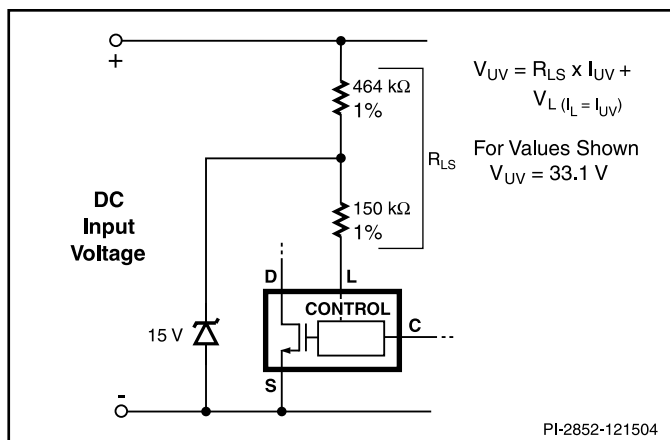 +
464 kΩ
1%
V_UV = R_LS x I_UV +
V_L (I_L = I_UV)
R_LS
For Values Shown
V_UV = 33.1 V
DC
Input
Voltage
150 kΩ
1%
D
L
CONTROL
C
15 V
S
-
PI-2852-121504